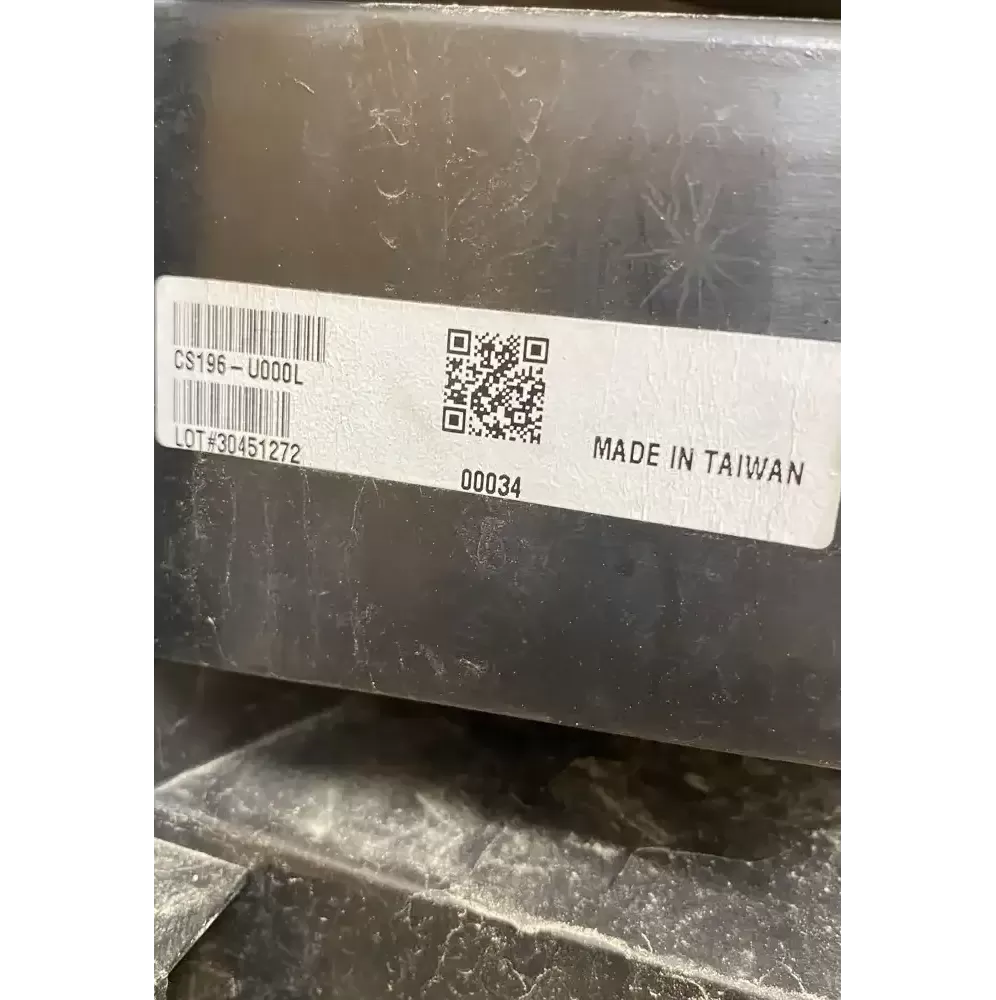 CS196-U000L
LOT#30451272
00034
MADE IN TAIWAN